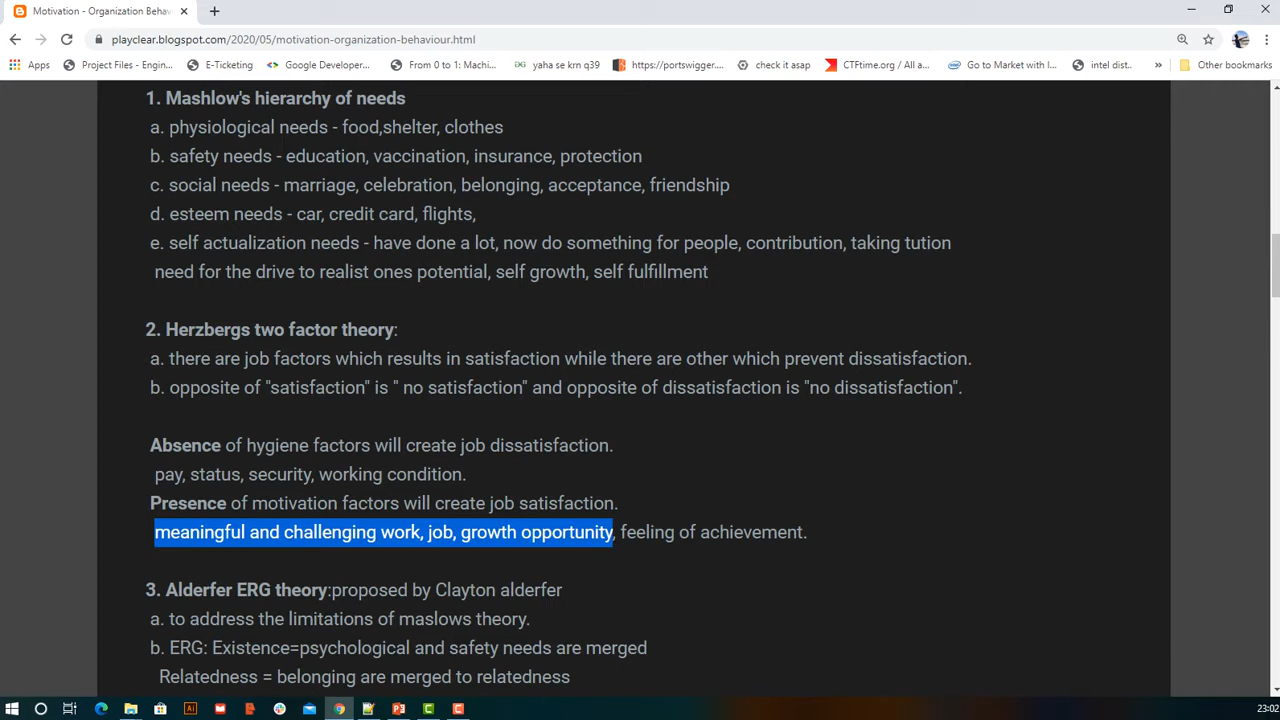 Motivation - Organization Behav
playclear.blogspot.com/2020/05/motivation-organization-behaviour.html
Apps Project Files - Engin... E-Ticketing Google Developer... From 0 to 1: Machi... yaha se krn q39 https://portswigger.... check it asap CTFtime.org / All a... Go to Market with I... intel dist.. » Other bookmarks
1. Mashlow's hierarchy of needs
a. physiological needs - food,shelter, clothes
b. safety needs - education, vaccination, insurance, protection
c. social needs - marriage, celebration, belonging, acceptance, friendship
d. esteem needs - car, credit card, flights,
e. self actualization needs - have done a lot, now do something for people, contribution, taking tution
need for the drive to realist ones potential, self growth, self fulfillment
2. Herzbergs two factor theory:
a. there are job factors which results in satisfaction while there are other which prevent dissatisfaction.
b. opposite of "satisfaction" is " no satisfaction" and opposite of dissatisfaction is "no dissatisfaction".
Absence of hygiene factors will create job dissatisfaction.
pay, status, security, working condition.
Presence of motivation factors will create job satisfaction.
meaningful and challenging work, job, growth opportunity, feeling of achievement.
3. Alderfer ERG theory:proposed by Clayton alderfer
a. to address the limitations of maslows theory.
b. ERG: Existence=psychological and safety needs are merged
Relatedness = belonging are merged to relatedness
23:02